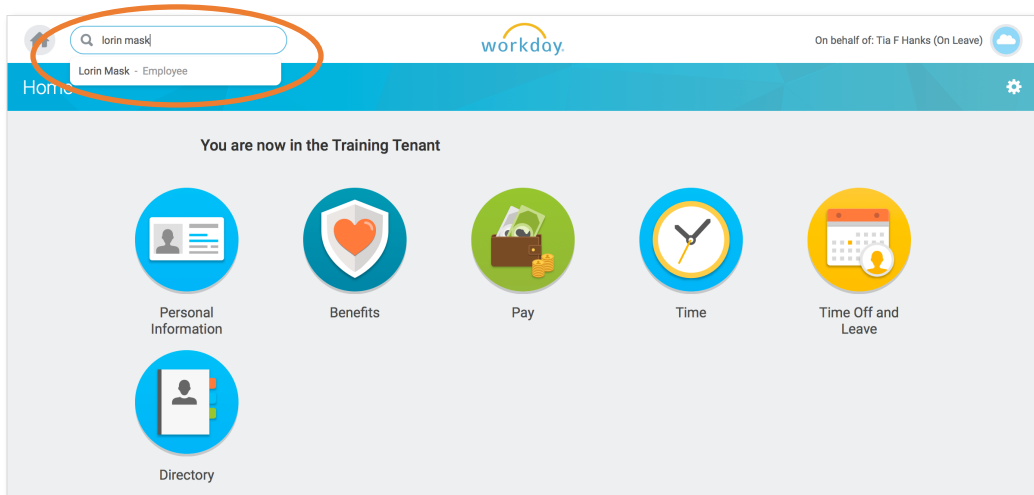 lorin mask
workday.
On behalf of: Tia F Hanks (On Leave)
Lorin Mask - Employee
Home
You are now in the Training Tenant
Personal
Information
Benefits
Pay
Time
Time Off and
Leave
Directory